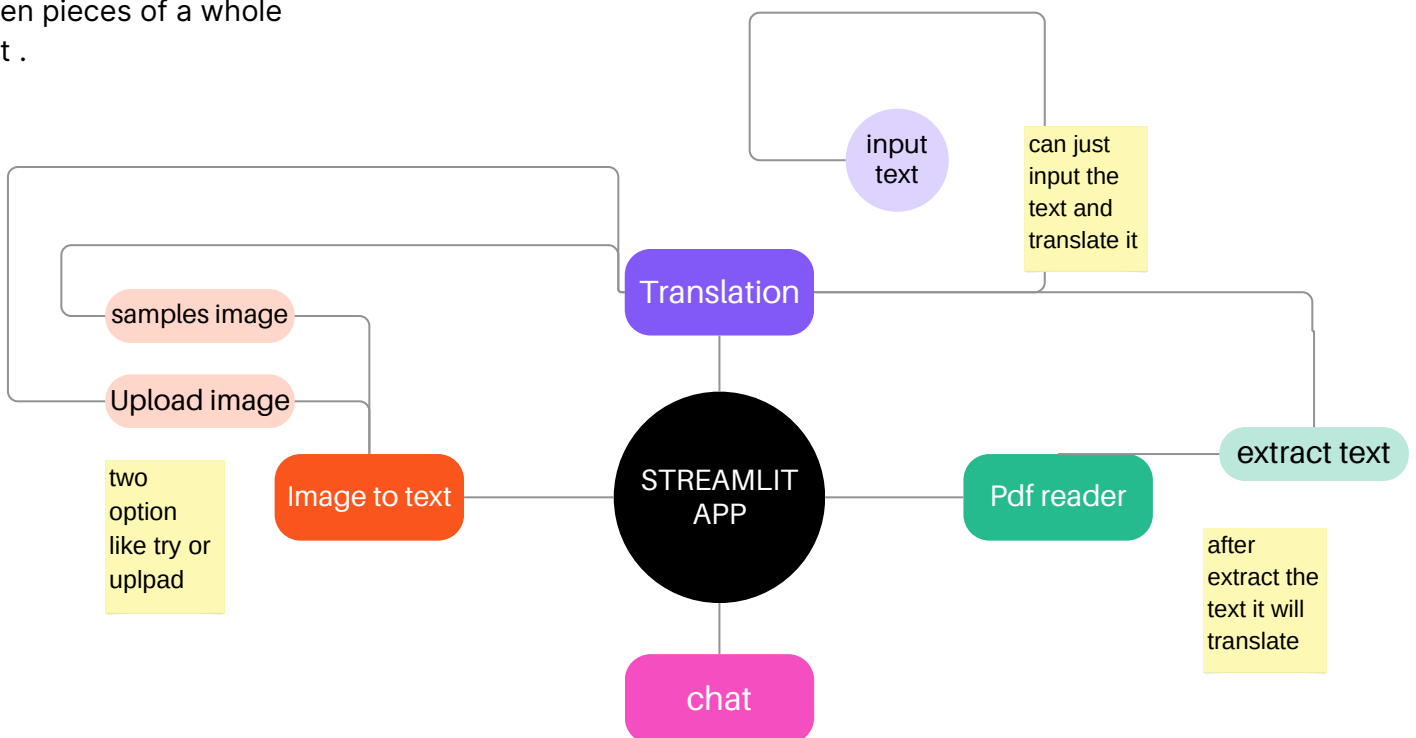 en pieces of a whole
t .
input
text
can just
input the
text and
translate it
Translation
samples image
Upload image
two
option
like try or
uplpad
Image to text
STREAMLIT
APP
Pdf reader
extract text
after
extract the
text it will
translate
chat